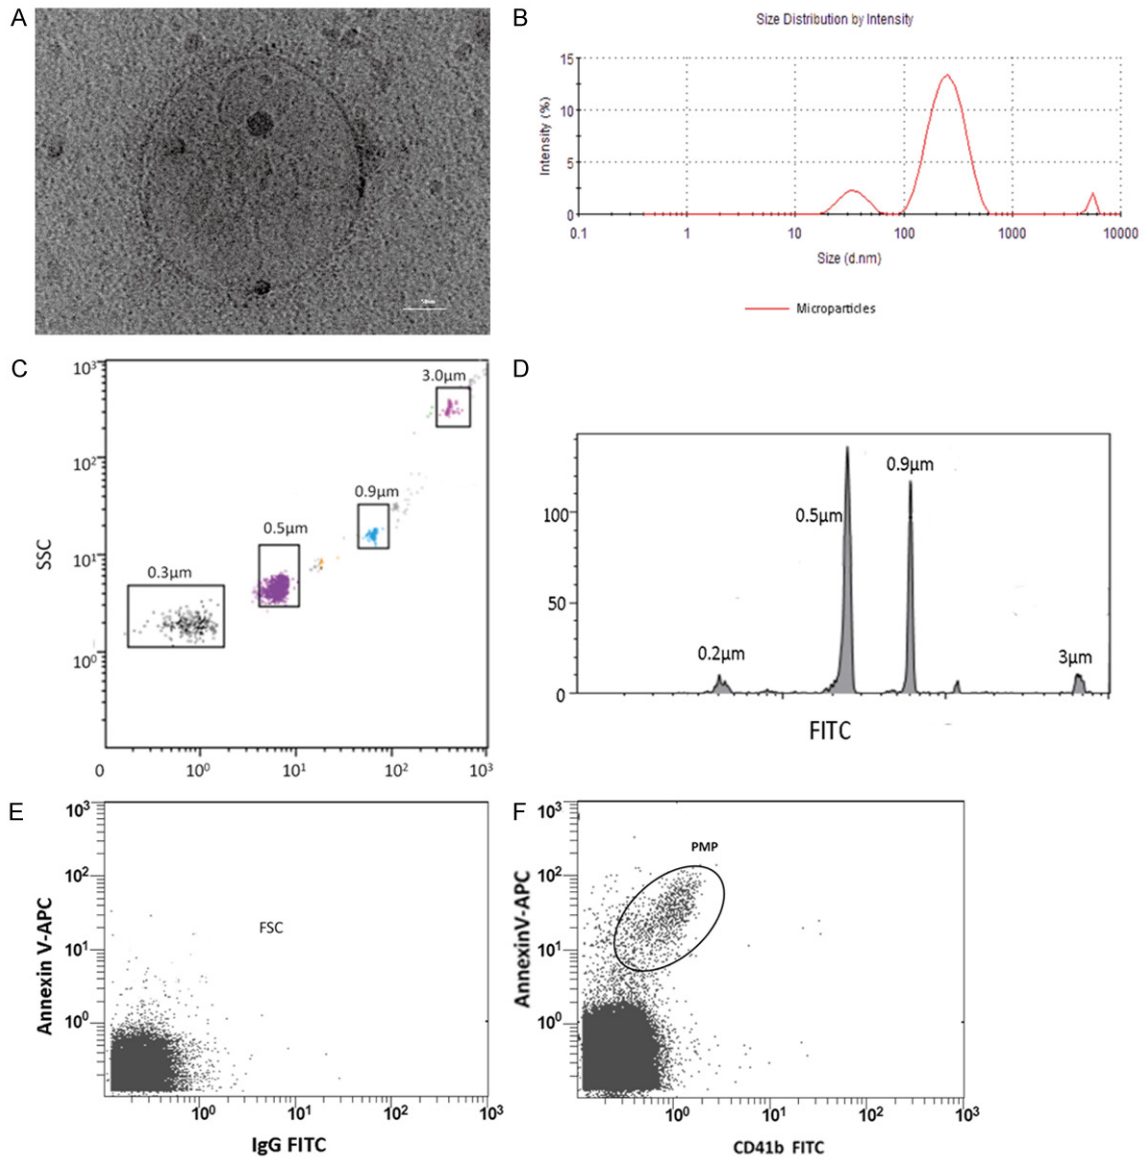 A
B
Size Distribution by Intensity
Intensity (%)
15
10
5
0
0.1
1
10
100
1000
10000
Size (d.nm)
Microparticles
C
SSC
10³
10²
10¹
10⁰
3.0µm
0.9µm
0.5µm
0.3µm
0
10⁰
10¹
10²
10³
D
100
50
0
0.2µm
0.5µm
0.9µm
3µm
FITC
E
Annexin V-APC
10³
10²
10¹
10⁰
FSC
10⁰
10¹
10²
10³
IgG FITC
F
AnnexinV-APC
10³
10²
10¹
10⁰
PMP
10⁰
10¹
10²
10³
CD41b FITC